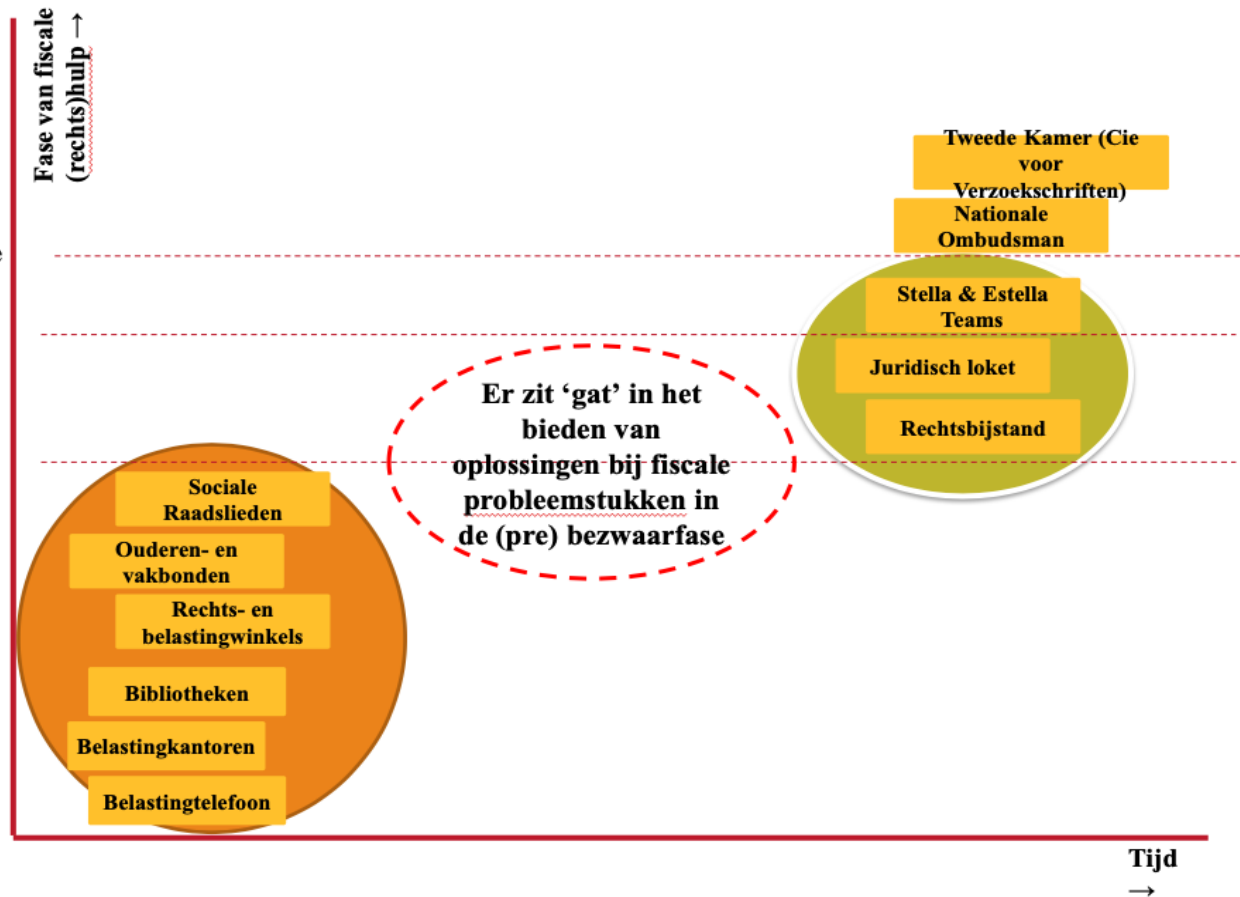 Fase van fiscale
(rechts)hulp →
Tweede Kamer (Cie
voor
Verzoekschriften)
Nationale
Ombudsman
e
Stella & Estella
Teams
Juridisch loket
Rechtsbijstand
Er zit ‘gat’ in het
bieden van
oplossingen bij fiscale
probleemstukken in
de (pre) bezwaarfase
Sociale
Raadslieden
Ouderen- en
vakbonden
Rechts- en
belastingwinkels
Bibliotheken
Belastingkantoren
Belastingtelefoon
Tijd
→